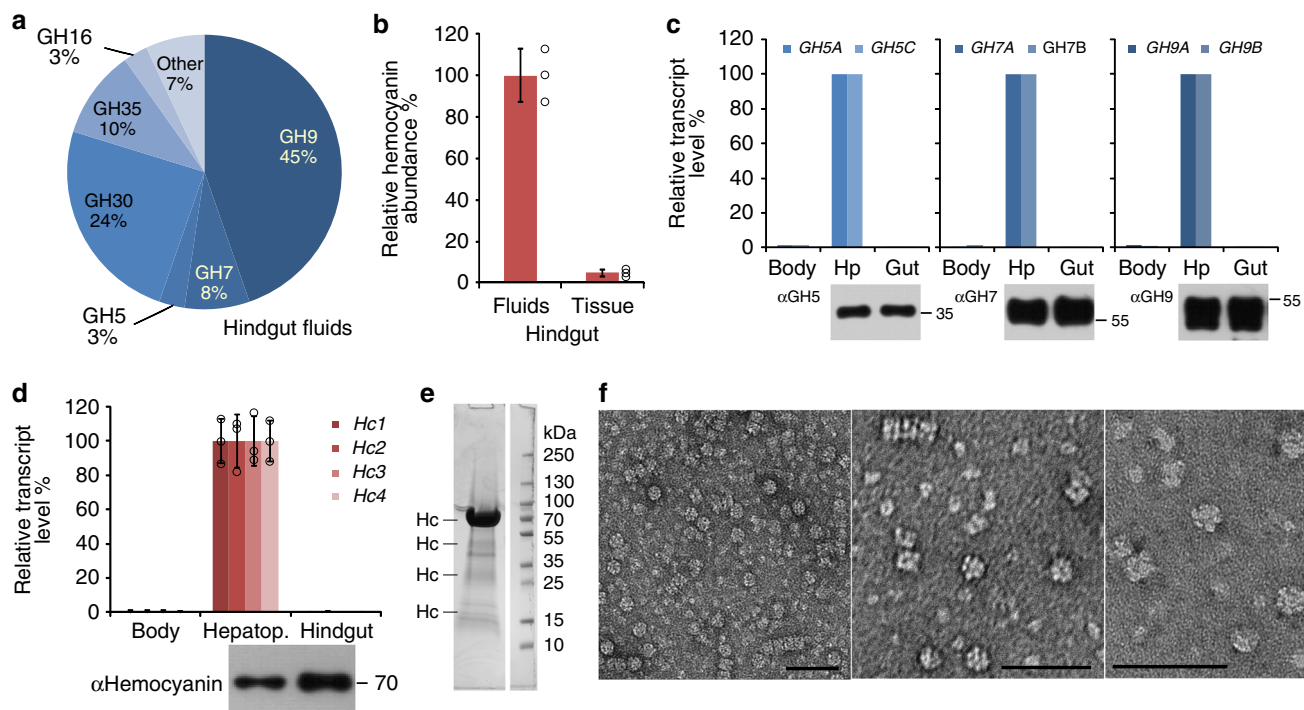 a
GH16
3%
Other
7%
GH35
10%
GH9
45%
GH30
24%
GH7
8%
GH5
3%
Hindgut fluids
b
Relative hemocyanin
abundance %
120
100
80
60
40
20
0
Fluids
Tissue
Hindgut
c
Relative transcript
level %
120
100
80
60
40
20
0
GH5A
GH5C
GH7A
GH7B
GH9A
GH9B
Body
Hp
Gut
Body
Hp
Gut
Body
Hp
Gut
αGH5
35
αGH7
55
αGH9
55
d
Relative transcript
level %
120
100
80
60
40
20
0
Hc1
Hc2
Hc3
Hc4
Body
Hepatop.
Hindgut
αHemocyanin
70
e
kDa
250
130
100
70
55
35
25
15
10
Hc
Hc
Hc
Hc
f